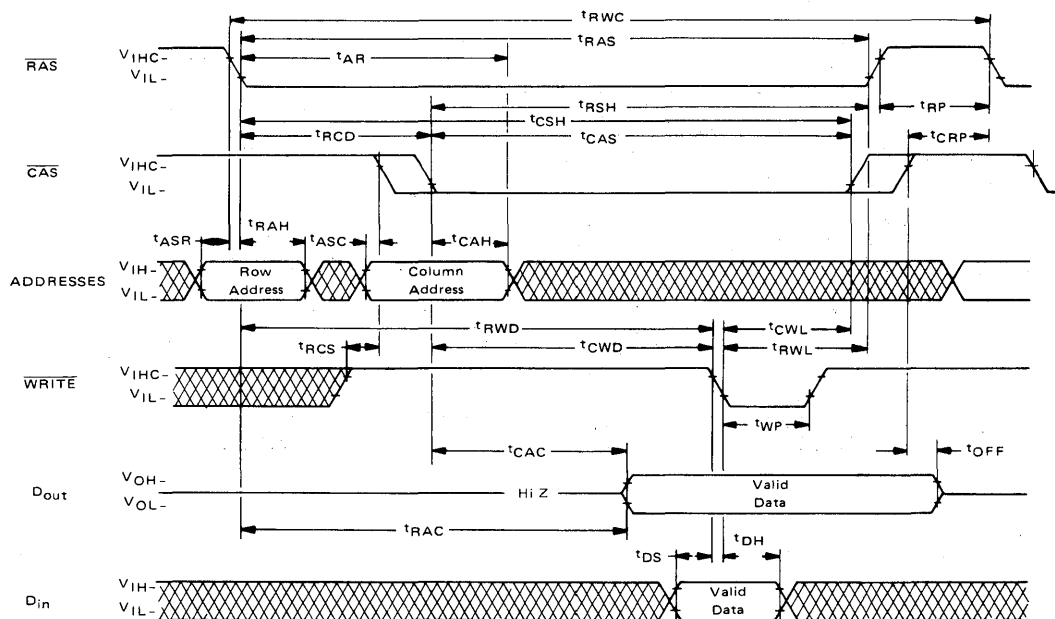 tRWC
tRAS
tAR
RAS
VIHC-
VIL-
tRSH
tRP
tCSH
tRCD
tCAS
tCRP
CAS
VIHC-
VIL-
tASR
tRAH
tASC
tCAH
ADDRESSES
VIH-
VIL-
Row
Address
Column
Address
tRWD
tCWL
tRCS
tCWD
tRWL
WRITE
VIHC-
VIL-
tWP
tCAC
tOFF
Dout
VOH-
VOL-
Hi Z
Valid
Data
tRAC
tDS
tDH
Din
VIH-
VIL-
Valid
Data